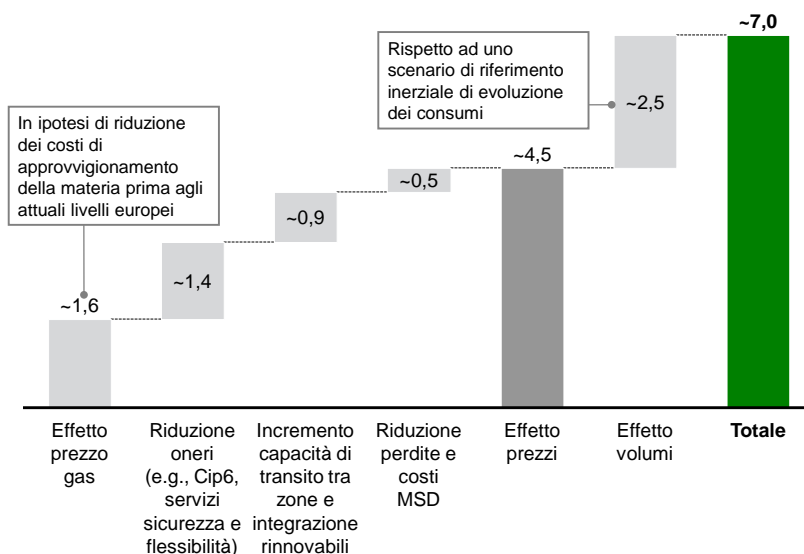 ~7,0
Rispetto ad uno
scenario di riferimento
inerziale di evoluzione
dei consumi
~2,5
In ipotesi di riduzione
dei costi di
approvvigionamento
della materia prima agli
attuali livelli europei
~4,5
~0,5
~0,9
~1,4
~1,6
Effetto
prezzo
gas
Riduzione
oneri
(e.g., Cip6,
servizi
sicurezza e
flessibilità)
Incremento
capacità di
transito tra
zone e
integrazione
rinnovabili
Riduzione
perdite e
costi
MSD
Effetto
prezzi
Effetto
volumi
Totale